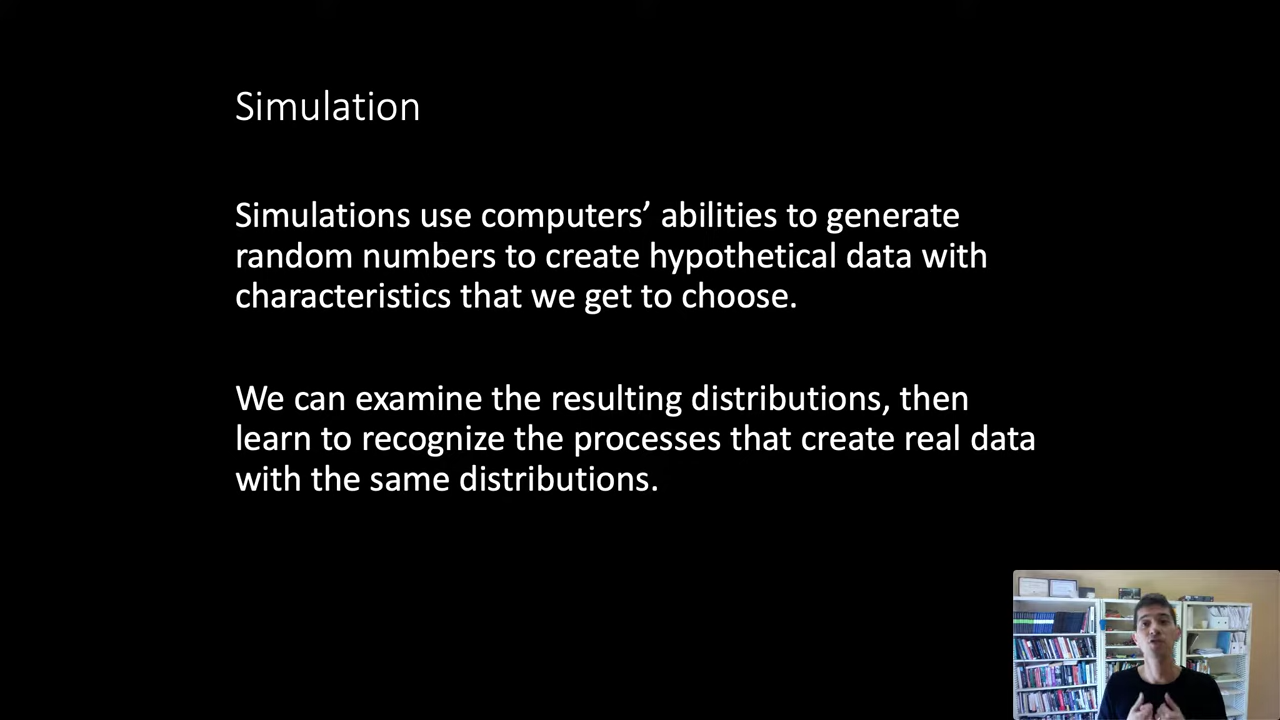 Simulation
Simulations use computers’ abilities to generate
random numbers to create hypothetical data with
characteristics that we get to choose.
We can examine the resulting distributions, then
learn to recognize the processes that create real data
with the same distributions.